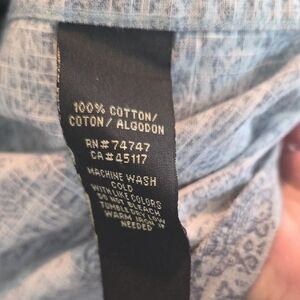 100% COTTON/
COTON/ ALGODON
RN#74747
CA#45117
MACHINE WASH
COLD
WITH LIKE COLORS
DO NOT BLEACH
TUMBLE DRY LOW
WARM IRON IF
NEEDED